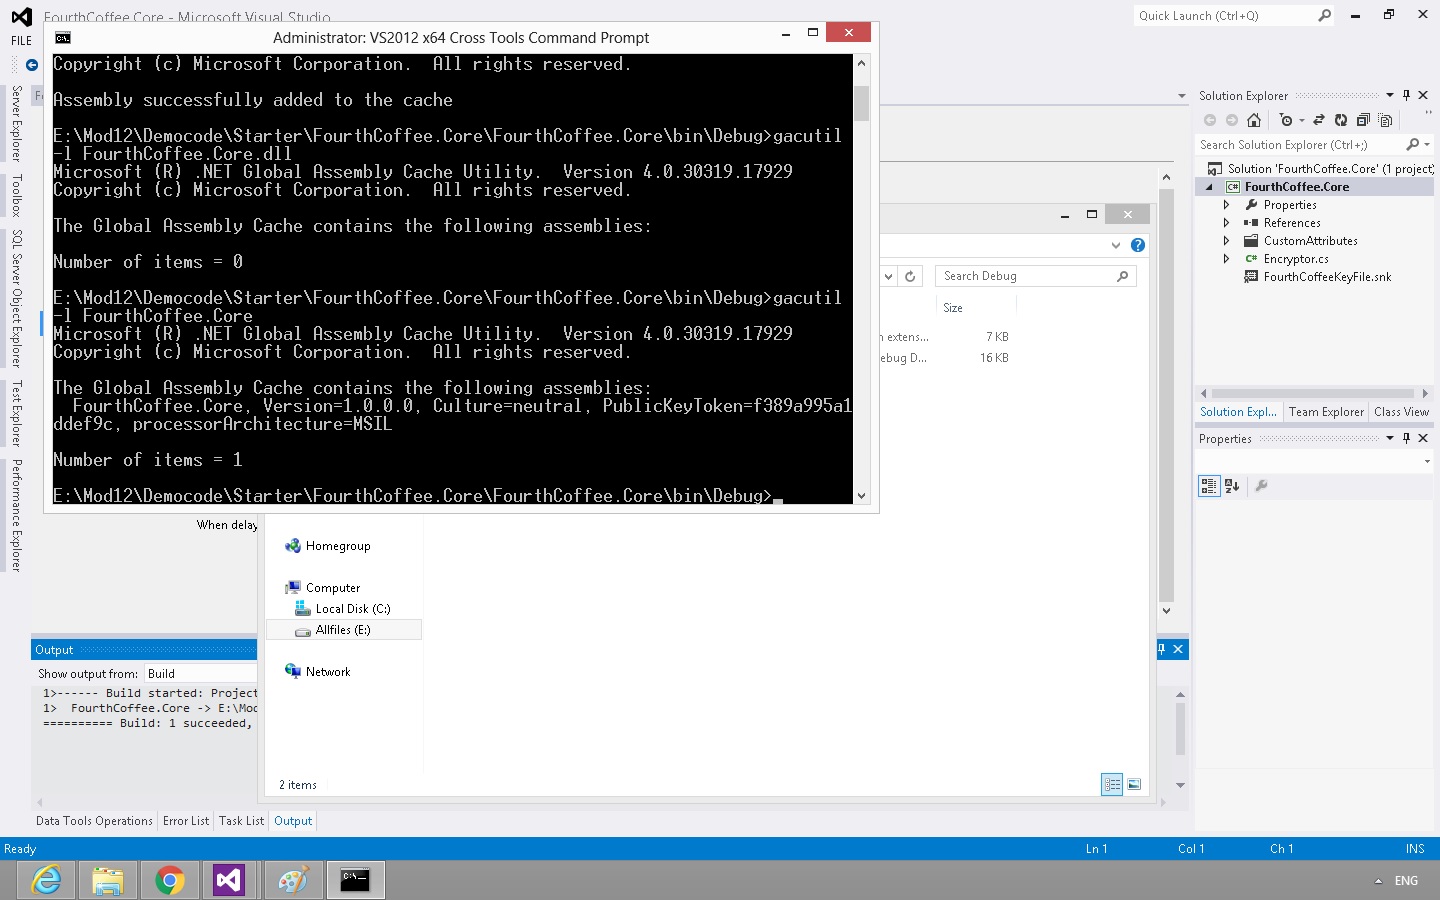 FourthCoffee.Core - Microsoft Visual Studio
Quick Launch (Ctrl+Q)
FILE
Administrator: VS2012 x64 Cross Tools Command Prompt
Copyright (c) Microsoft Corporation.  All rights reserved.
Assembly successfully added to the cache
E:\Mod12\Democode\Starter\FourthCoffee.Core\FourthCoffee.Core\bin\Debug>gacutil
-l FourthCoffee.Core.dll
Microsoft (R) .NET Global Assembly Cache Utility.  Version 4.0.30319.17929
Copyright (c) Microsoft Corporation.  All rights reserved.
The Global Assembly Cache contains the following assemblies:
Number of items = 0
E:\Mod12\Democode\Starter\FourthCoffee.Core\FourthCoffee.Core\bin\Debug>gacutil
-l FourthCoffee.Core
Microsoft (R) .NET Global Assembly Cache Utility.  Version 4.0.30319.17929
Copyright (c) Microsoft Corporation.  All rights reserved.
The Global Assembly Cache contains the following assemblies:
FourthCoffee.Core, Version=1.0.0.0, Culture=neutral, PublicKeyToken=f389a995a1
ddef9c, processorArchitecture=MSIL
Number of items = 1
E:\Mod12\Democode\Starter\FourthCoffee.Core\FourthCoffee.Core\bin\Debug>
Server Explorer
Toolbox
SQL Server Object Explorer
Test Explorer
Performance Explorer
Search Debug
Size
n extens... 7 KB
ebug D... 16 KB
When delay
Homegroup
Computer
Local Disk (C:)
Allfiles (E:)
Network
2 items
Solution Explorer
Search Solution Explorer (Ctrl+;)
Solution 'FourthCoffee.Core' (1 project)
FourthCoffee.Core
Properties
References
CustomAttributes
Encryptor.cs
FourthCoffeeKeyFile.snk
Solution Expl... Team Explorer Class View
Properties
Output
Show output from: Build
1>------ Build started: Project
1>  FourthCoffee.Core -> E:\Mod
========== Build: 1 succeeded,
Data Tools Operations Error List Task List Output
Ready Ln 1 Col 1 Ch 1 INS
ENG